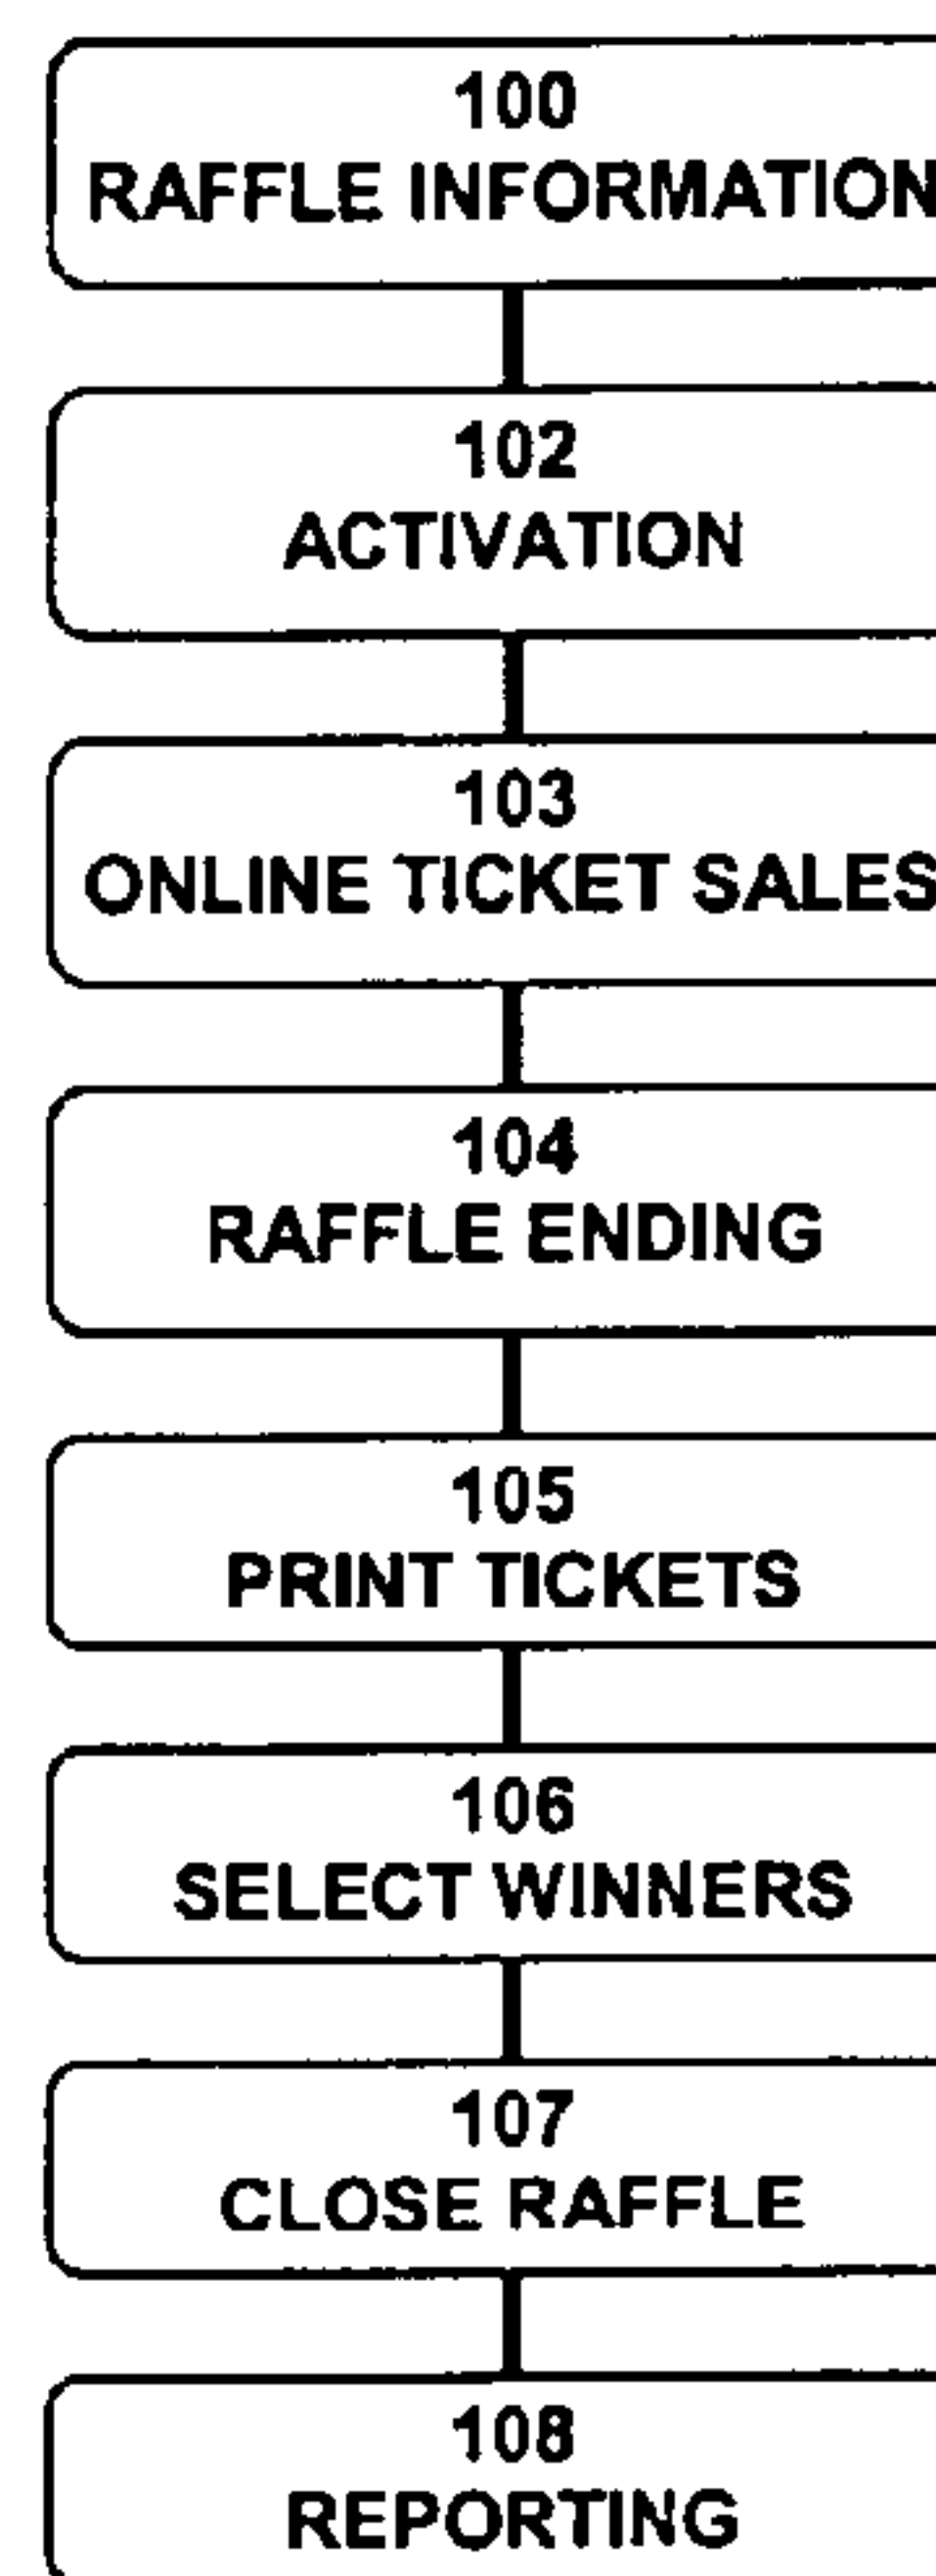 100
RAFFLE INFORMATION
102
ACTIVATION
103
ONLINE TICKET SALES
104
RAFFLE ENDING
105
PRINT TICKETS
106
SELECT WINNERS
107
CLOSE RAFFLE
108
REPORTING